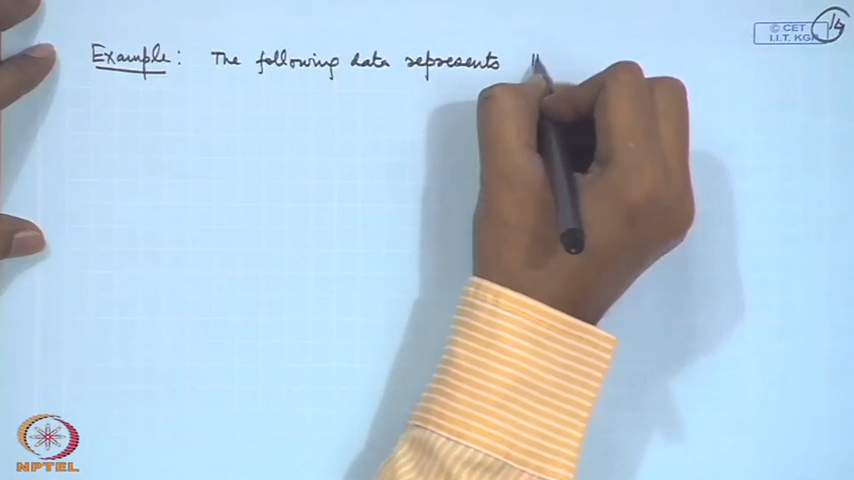 Example : The following data represents
© CET
I.I.T. KGP
NPTEL